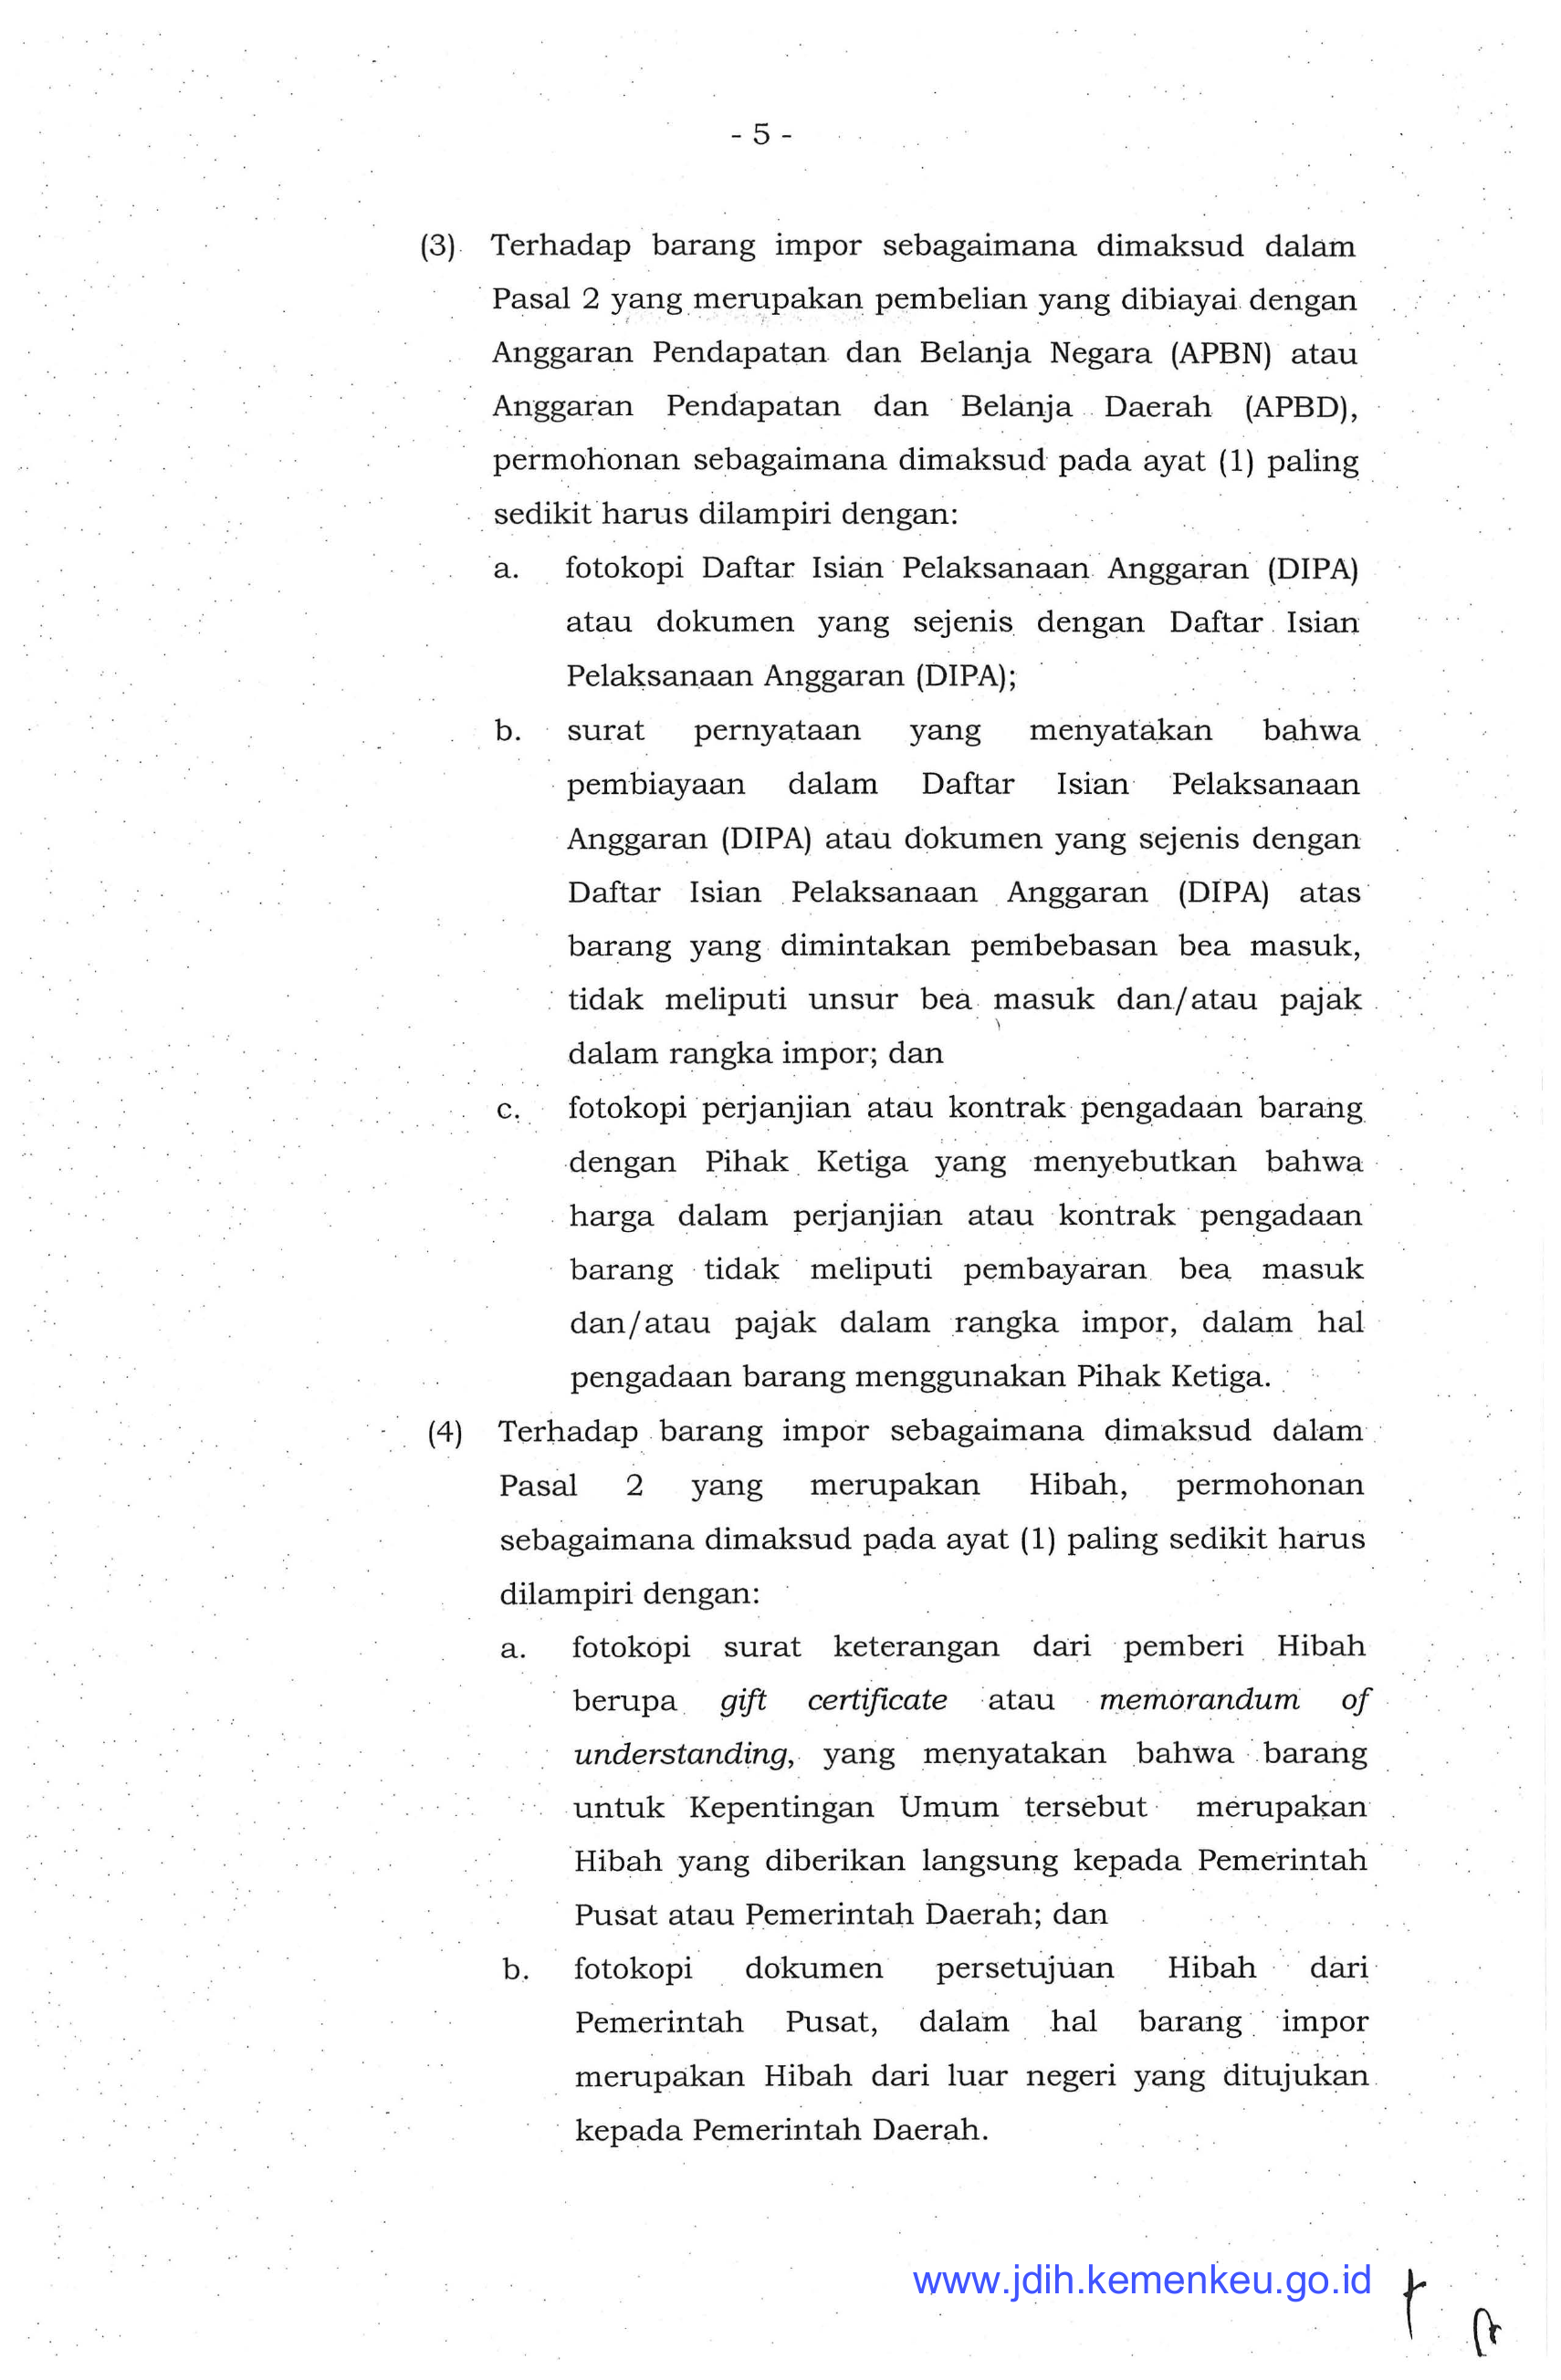 - 5 -
(3) Terhadap barang impor sebagaimana dimaksud dalam
Pasal 2 yang merupakan pembelian yang dibiayai dengan
Anggaran Pendapatan dan Belanja Negara (APBN) atau
Anggaran Pendapatan dan Belanja Daerah (APBD),
permohonan sebagaimana dimaksud pada ayat (1) paling
sedikit harus dilampiri dengan:
a. fotokopi Daftar Isian Pelaksanaan Anggaran (DIPA)
atau dokumen yang sejenis dengan Daftar Isian
Pelaksanaan Anggaran (DIPA);
b. surat pernyataan yang menyatakan bahwa
pembiayaan dalam Daftar Isian Pelaksanaan
Anggaran (DIPA) atau dokumen yang sejenis dengan
Daftar Isian Pelaksanaan Anggaran (DIPA) atas
barang yang dimintakan pembebasan bea masuk,
tidak meliputi unsur bea masuk dan/atau pajak
dalam rangka impor; dan
c. fotokopi perjanjian atau kontrak pengadaan barang
dengan Pihak Ketiga yang menyebutkan bahwa
harga dalam perjanjian atau kontrak pengadaan
barang tidak meliputi pembayaran bea masuk
dan/atau pajak dalam rangka impor, dalam hal
pengadaan barang menggunakan Pihak Ketiga.
(4) Terhadap barang impor sebagaimana dimaksud dalam
Pasal 2 yang merupakan Hibah, permohonan
sebagaimana dimaksud pada ayat (1) paling sedikit harus
dilampiri dengan:
a. fotokopi surat keterangan dari pemberi Hibah
berupa gift certificate atau memorandum of
understanding, yang menyatakan bahwa barang
untuk Kepentingan Umum tersebut merupakan
Hibah yang diberikan langsung kepada Pemerintah
Pusat atau Pemerintah Daerah; dan
b. fotokopi dokumen persetujuan Hibah dari
Pemerintah Pusat, dalam hal barang impor
merupakan Hibah dari luar negeri yang ditujukan
kepada Pemerintah Daerah.
www.jdih.kemenkeu.go.id